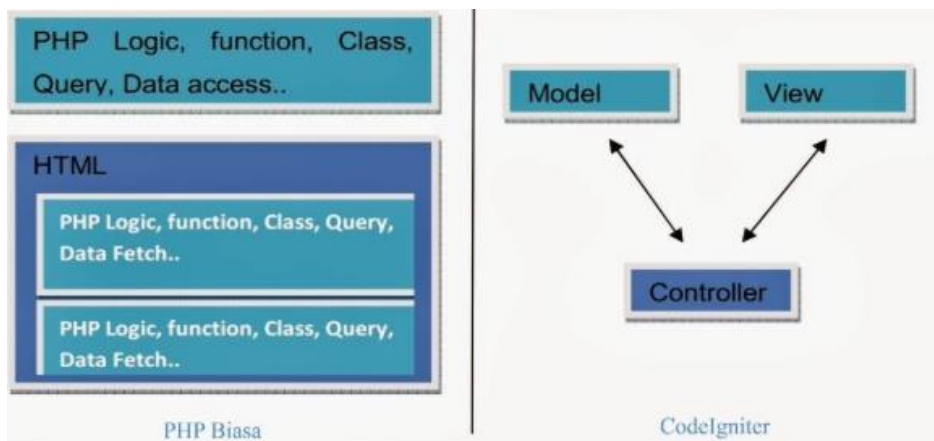 PHP Logic, function, Class,
Query, Data access..
HTML
PHP Logic, function, Class, Query,
Data Fetch..
PHP Logic, function, Class, Query,
Data Fetch..
PHP Biasa
Model
View
Controller
CodeIgniter